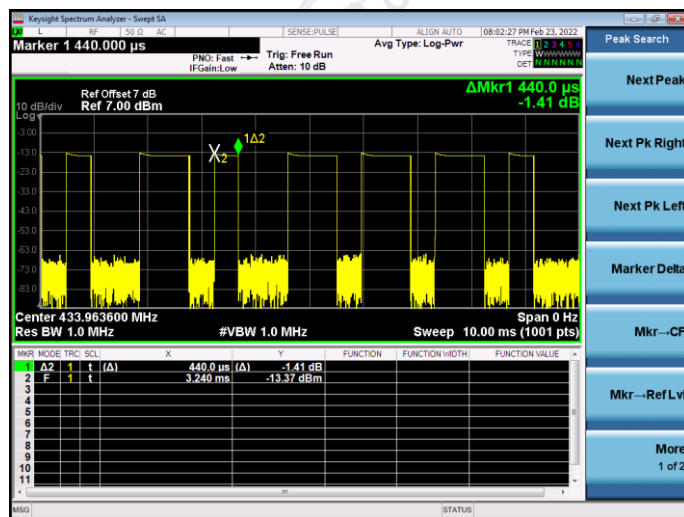 Keysight Spectrum Analyzer - Swept SA
L RF 50 Ω AC SENSE:PULSE ALIGN AUTO 08:02:27 PM Feb 23, 2022
Marker 1 440.000 µs PNO: Fast Trig: Free Run Avg Type: Log-Pwr TRACE 1 2 3 4 5 6
IFGain:Low Atten: 10 dB TYPE W
DET N N N N N N
Peak Search
Next Peak
Next Pk Right
Next Pk Left
Marker Delta
Mkr→CF
Mkr→Ref Lvl
More
1 of 2
Ref Offset 7 dB ΔMkr1 440.0 µs
10 dB/div Ref 7.00 dBm -1.41 dB
Log
-3.00
-13.0
-23.0
-33.0
-43.0
-53.0
-63.0
-73.0
-83.0
X2 1Δ2
Center 433.963600 MHz Span 0 Hz
Res BW 1.0 MHz #VBW 1.0 MHz Sweep 10.00 ms (1001 pts)
MKR MODE TRC SCL X Y FUNCTION FUNCTION WIDTH FUNCTION VALUE
1 Δ2 1 t (Δ) 440.0 µs (Δ) -1.41 dB
2 F 1 t 3.240 ms -13.37 dBm
3
4
5
6
7
8
9
10
11
MSG STATUS